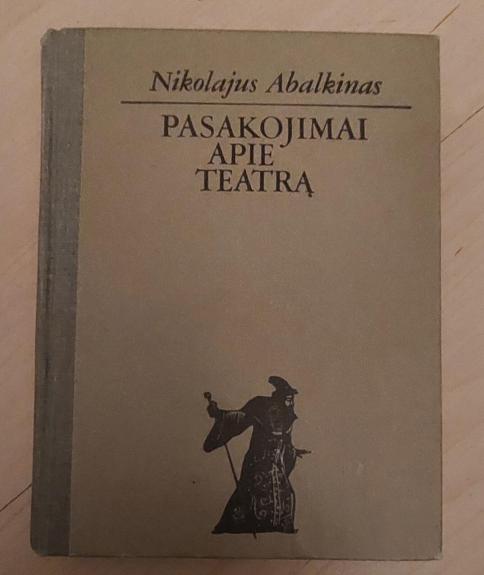 Nikolajus Abalkinas
PASAKOJIMAI
APIE
TEATRĄ